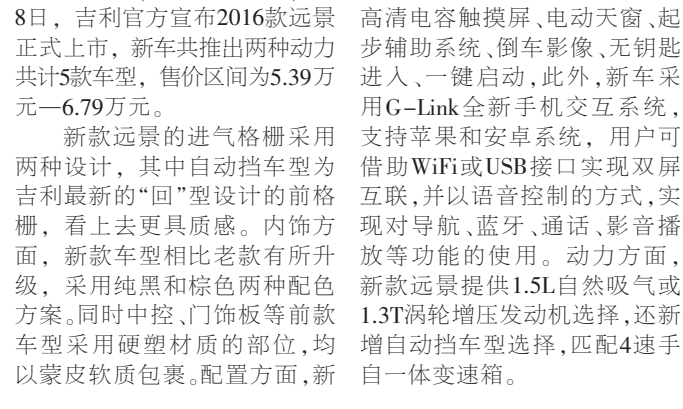 8日，吉利官方宣布2016款远景
正式上市，新车共推出两种动力
共计5款车型，售价区间为5.39万
元—6.79万元。
新款远景的进气格栅采用
两种设计，其中自动挡车型为
吉利最新的“回”型设计的前格
栅，看上去更具质感。内饰方
面，新款车型相比老款有所升
级，采用纯黑和棕色两种配色
方案。同时中控、门饰板等前款
车型采用硬塑材质的部位，均
以蒙皮软质包裹。配置方面，新
高清电容触摸屏、电动天窗、起
步辅助系统、倒车影像、无钥匙
进入、一键启动，此外，新车采
用G-Link全新手机交互系统，
支持苹果和安卓系统，用户可
借助WiFi或USB接口实现双屏
互联，并以语音控制的方式，实
现对导航、蓝牙、通话、影音播
放等功能的使用。动力方面，
新款远景提供1.5L自然吸气或
1.3T涡轮增压发动机选择，还新
增自动挡车型选择，匹配4速手
自一体变速箱。